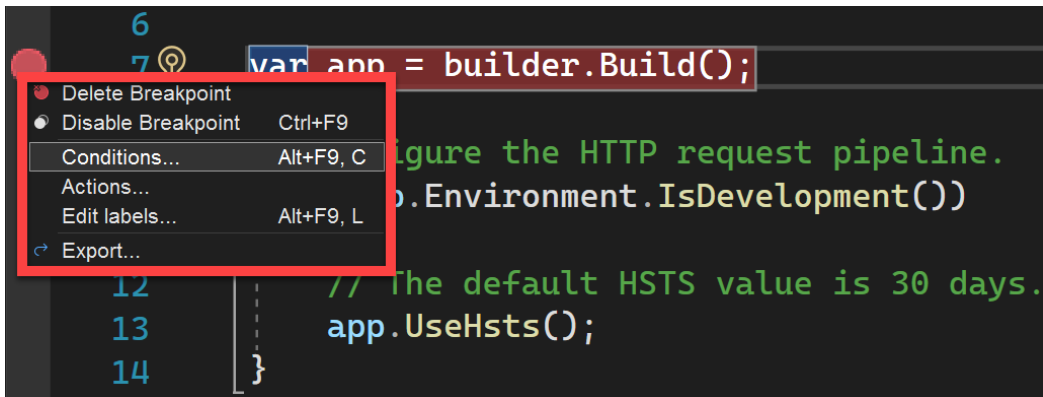 6
7 var app = builder.Build();
Delete Breakpoint
Disable Breakpoint Ctrl+F9
Conditions... Alt+F9, C
Actions...
Edit labels... Alt+F9, L
Export...
igure the HTTP request pipeline.
.Environment.IsDevelopment())
12 // The default HSTS value is 30 days.
13 app.UseHsts();
14 }